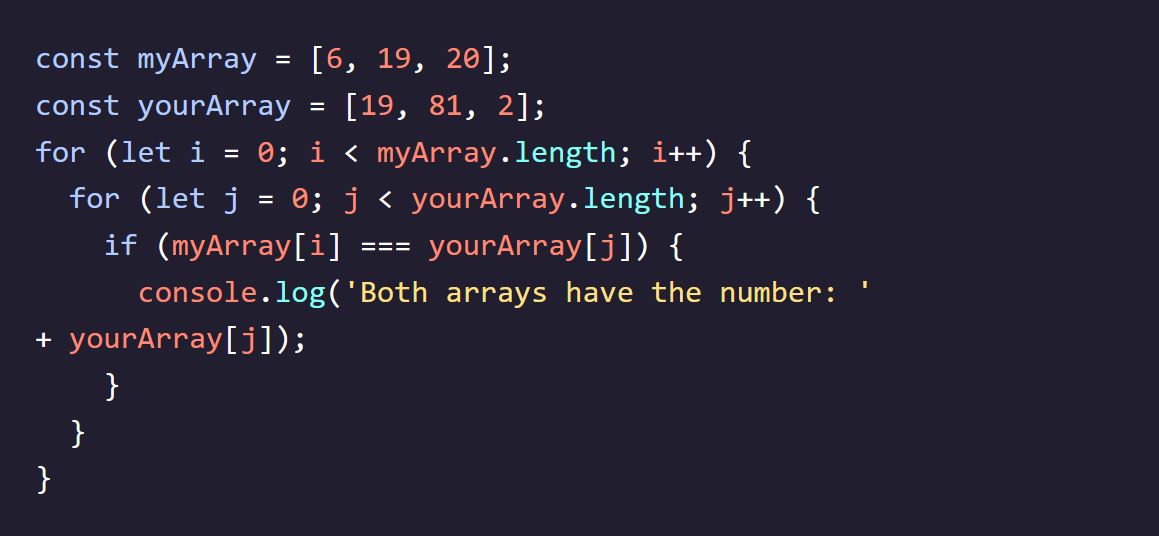 const myArray = [6, 19, 20];
const yourArray = [19, 81, 2];
for (let i = 0; i < myArray.length; i++) {
  for (let j = 0; j < yourArray.length; j++) {
    if (myArray[i] === yourArray[j]) {
      console.log('Both arrays have the number: '
+ yourArray[j]);
    }
  }
}